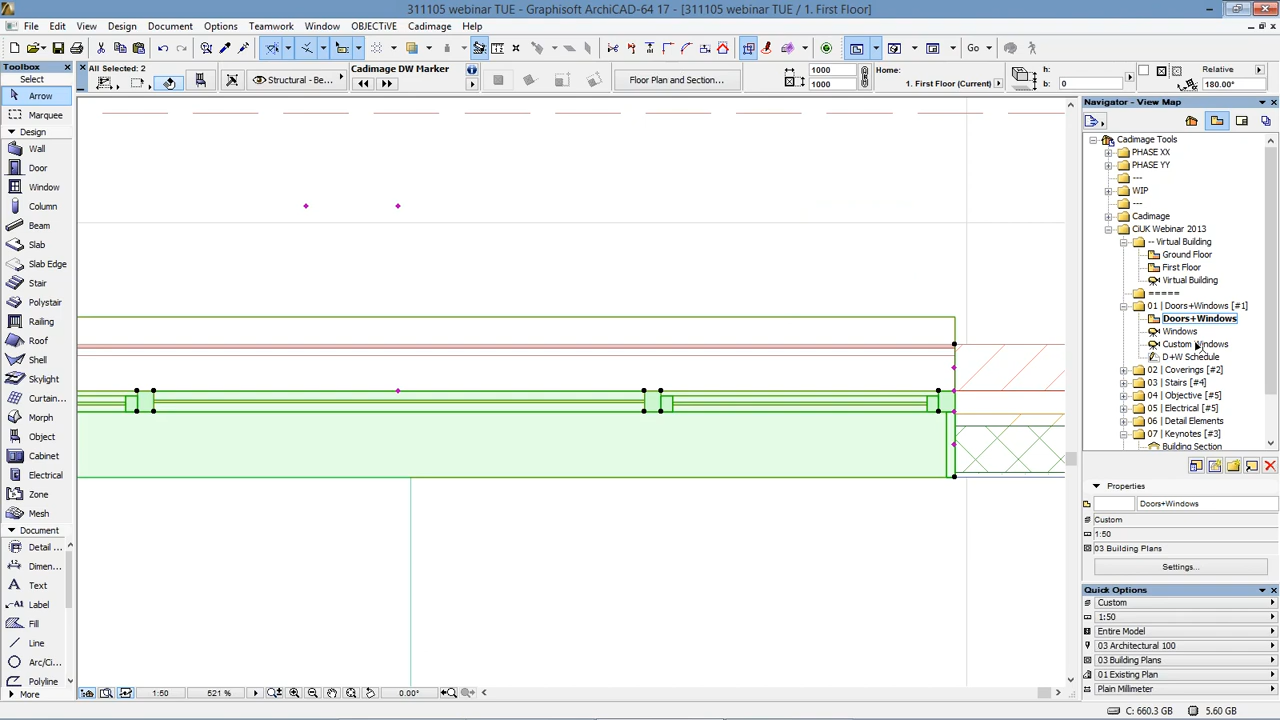 311105 webinar TUE - Graphisoft ArchiCAD-64 17 - [311105 webinar TUE / 1. First Floor]
File Edit View Design Document Options Teamwork Window OBJECTiVE Cadimage Help
Go
Toolbox
Select
Arrow
Marquee
Design
Wall
Door
Window
Column
Beam
Slab
Slab Edge
Stair
Polystair
Railing
Roof
Shell
Skylight
Curtain...
Morph
Object
Cabinet
Electrical
Zone
Mesh
Document
Detail ...
Dimen...
Text
Label
Fill
Line
Arc/Ci...
Polyline
More
All Selected: 2
Structural - Be...
Cadimage DW Marker
Floor Plan and Section...
1000
1000
Home:
1. First Floor (Current)
h:
b: 0
Relative
180.00°
Navigator - View Map
Cadimage Tools
PHASE XX
PHASE YY
---
WIP
---
Cadimage
CiUK Webinar 2013
-- Virtual Building
Ground Floor
First Floor
Virtual Building
=====
01 | Doors+Windows [#1]
Doors+Windows
Windows
Custom Windows
D+W Schedule
02 | Coverings [#2]
03 | Stairs [#4]
04 | Objective [#5]
05 | Electrical [#5]
06 | Detail Elements
07 | Keynotes [#3]
Building Section
Properties
Doors+Windows
Custom
1:50
03 Building Plans
Settings...
Quick Options
Custom
1:50
Entire Model
03 Architectural 100
03 Building Plans
01 Existing Plan
Plain Millimeter
1:50
521 %
0.00°
C: 660.3 GB
5.60 GB